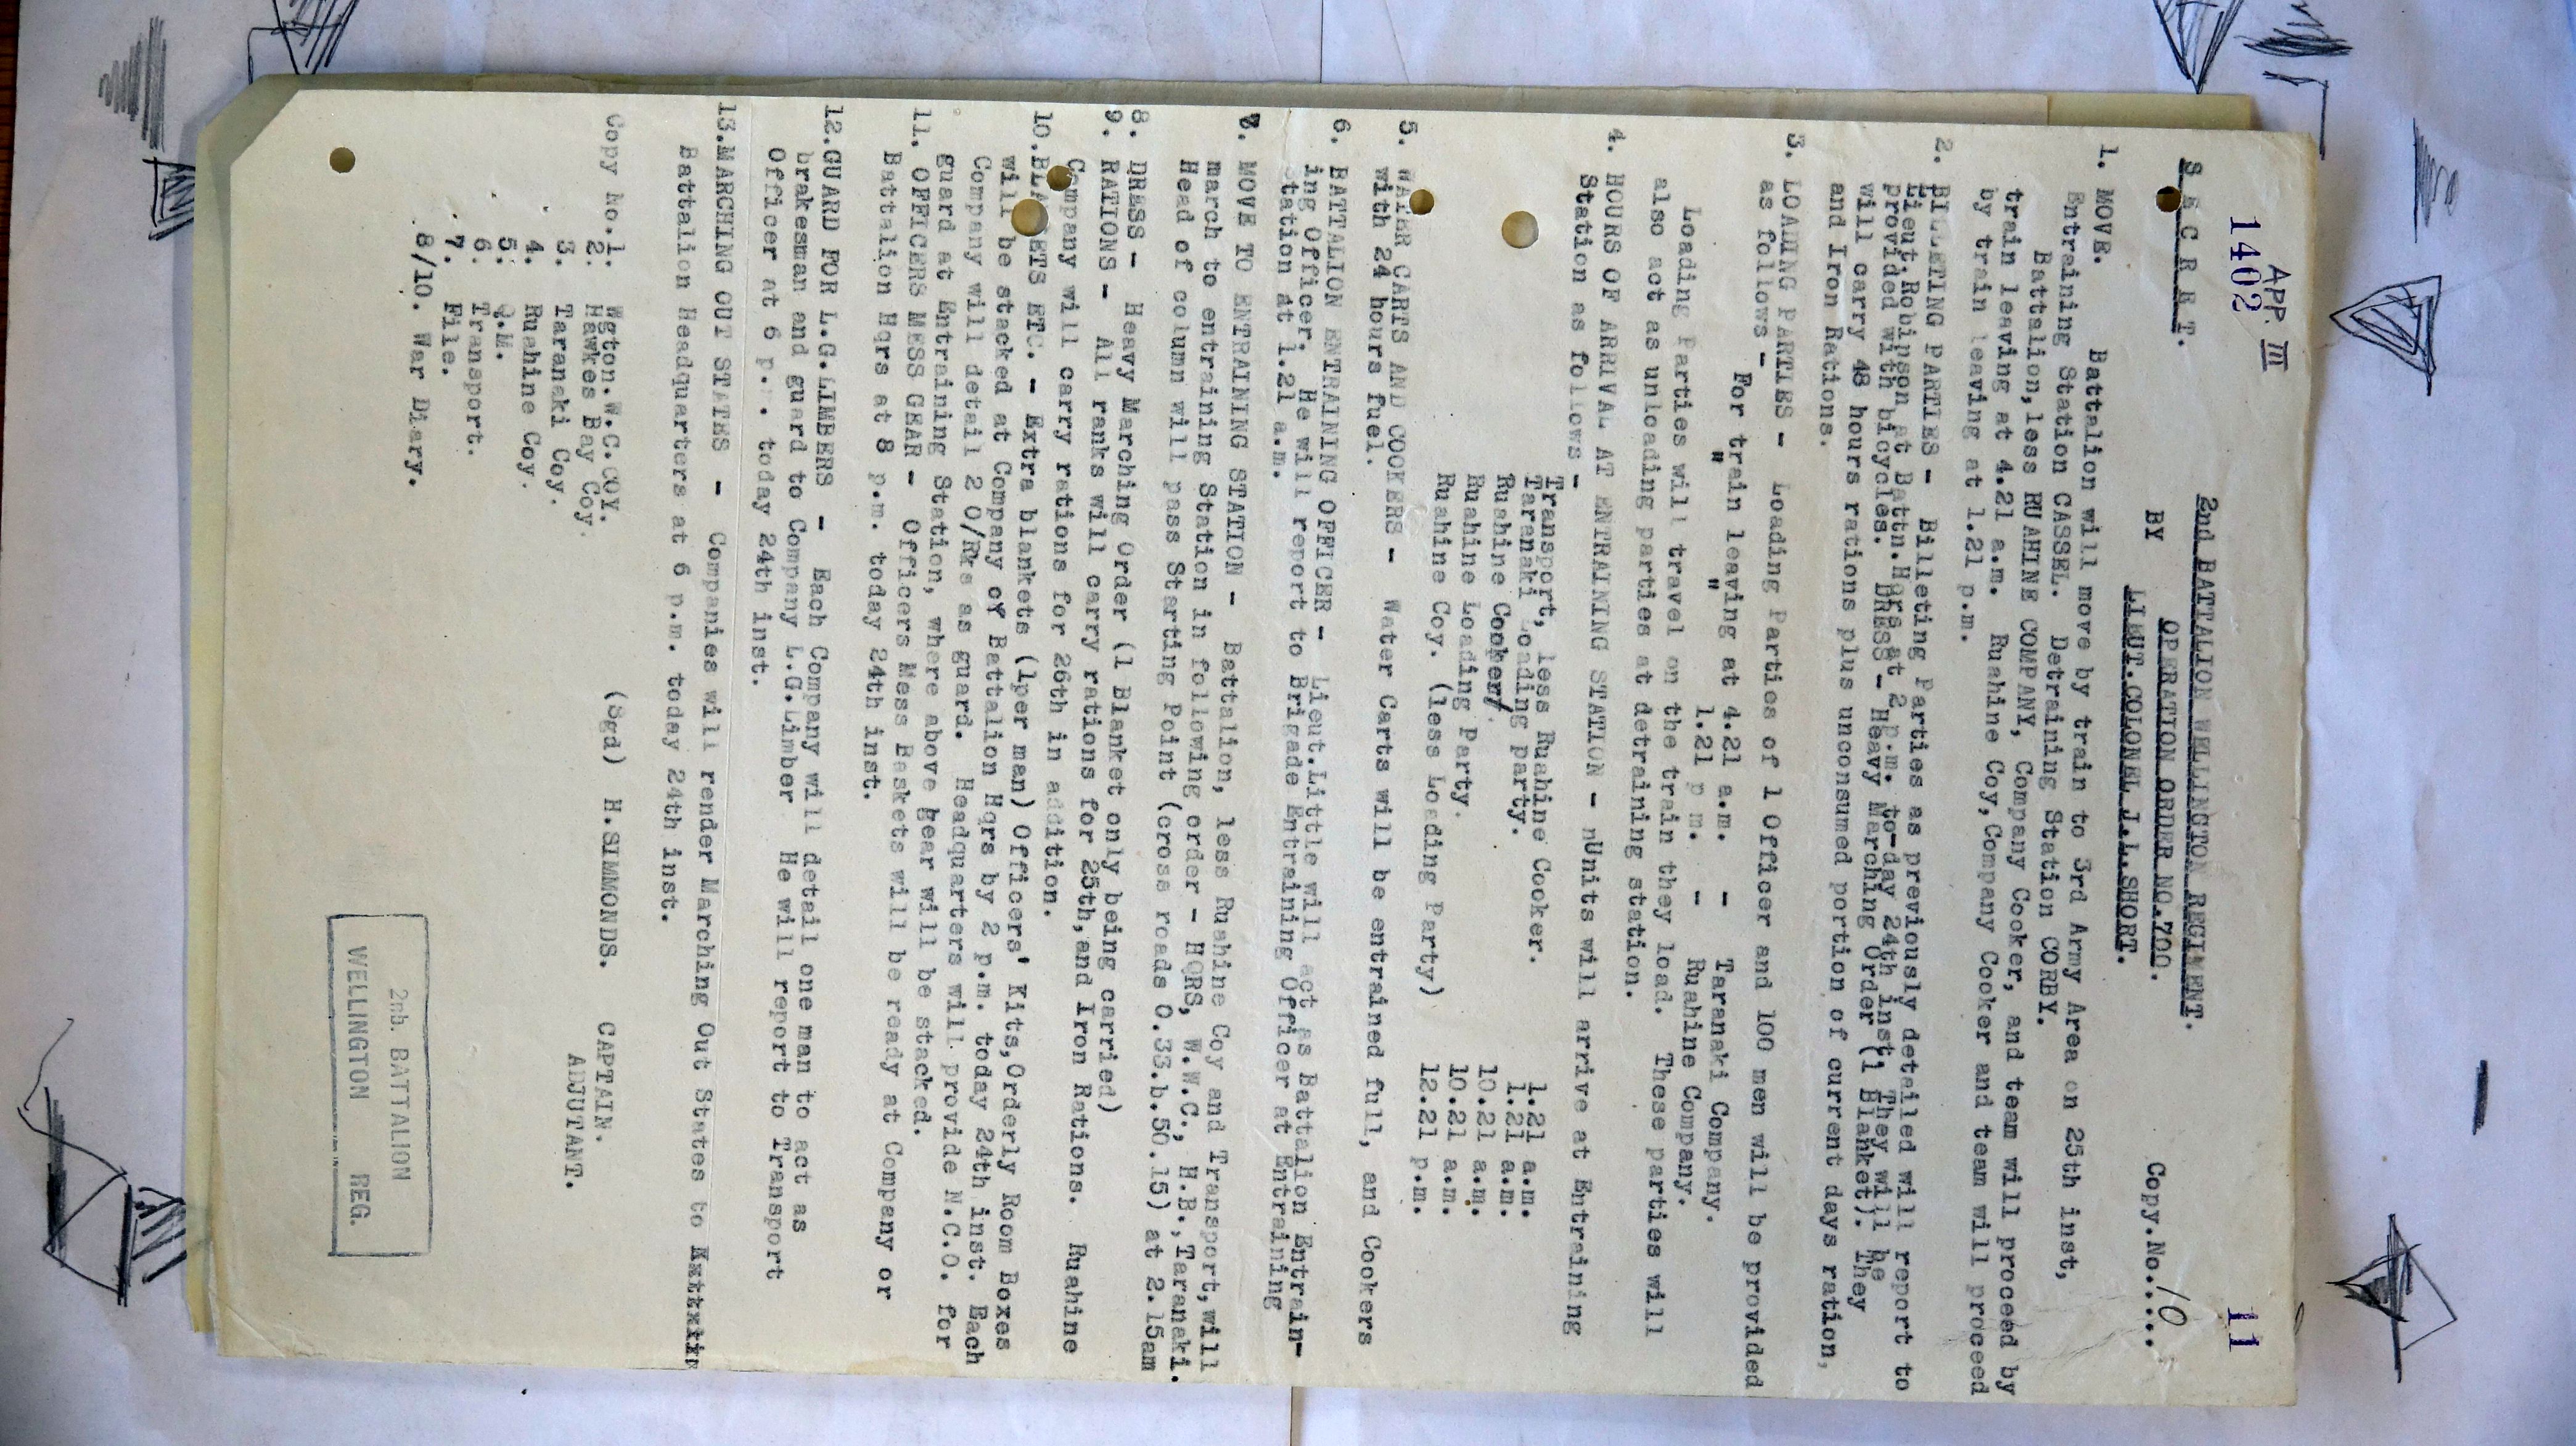 APP. III
1402
11
S E C R E T.
2nd BATTALION WELLINGTON REGIMENT.
OPERATION ORDER NO.700.
Copy.No...10....
BY
LIEUT.COLONEL J.L.SHORT.
1. MOVE. Battalion will move by train to 3rd Army Area on 25th inst,
Entraining Station CASSEL. Detraining Station CORBY.
Battalion,less RUAHINE COMPANY, Company Cooker, and team will proceed by
train leaving at 4.21 a.m. Ruahine Coy,Company Cooker and team will proceed
by train leaving at 1.21 p.m.
2. BILLETING PARTIES - Billeting Parties as previously detailed will report to
Lieut.Robinson at Battn. Hqrs at 2 p.m. to-day 24th inst. They will be
provided with bicycles. DRESS - Heavy Marching Order (1 Blanket). They
will carry 48 hours rations plus unconsumed portion of current days ration,
and Iron Rations.
3. LOADING PARTIES - Loading Parties of 1 Officer and 100 men will be provided
as follows -
For train leaving at 4.21 a.m. - Taranaki Company.
" " 1.21 p m. - Ruahine Company.
Loading Parties will travel on the train they load. These parties will
also act as unloading parties at detraining station.
4. HOURS OF ARRIVAL AT ENTRAINING STATION - nUnits will arrive at Entraining
Station as follows -
Transport, less Ruahine Cooker. 1.21 a.m.
Taranaki Loading party. 1.21 a.m.
Ruahine Cooker. 10.21 a.m.
Ruahine Loading Party. 10.21 a.m.
Ruahine Coy. (less Loading Party) 12.21 p.m.
5. WATER CARTS AND COOKERS - Water Carts will be entrained full, and Cookers
with 24 hours fuel.
6. BATTALION ENTRAINING OFFICER - Lieut.Little will act as Battalion Entrain-
ing Officer. He will report to Brigade Entraining Officer at Entraining
Station at 1.21 a.m.
7. MOVE TO ENTRAINING STATION - Battalion, less Ruahine Coy and Transport,will
march to entraining Station in following order - HQRS, W.W.C., H.B.,Taranaki.
Head of column will pass Starting Point (cross roads O.33.b.50.15) at 2.15am
8. DRESS - Heavy Marching Order (1 Blanket only being carried)
9. RATIONS - All ranks will carry rations for 25th,and Iron Rations. Ruahine
Company will carry rations for 26th in addition.
10.BLANKETS ETC. - Extra blankets (1per man) Officers' Kits,Orderly Room Boxes
will be stacked at Company or Battalion Hqrs by 2 p.m. today 24th inst. Each
Company will detail 2 O/Rks as guard. Headquarters will provide N.C.O. for
guard at Entraining Station, where above gear will be stacked.
11. OFFICERS MESS GEAR - Officers Mess Baskets will be ready at Company or
Battalion Hqrs at 8 p.m. today 24th inst.
12.GUARD FOR L.G.LIMBERS - Each Company will detail one man to act as
brakesman and guard to Company L.G.Limber He will report to Transport
Officer at 6 p.m. today 24th inst.
13.MARCHING OUT STATES - Companies will render Marching Out States to
Battalion Headquarters at 6 p.m. today 24th inst.
(Sgd) H.SIMMONDS. CAPTAIN.
ADJUTANT.
Copy No.1. Wgton.W.C.COY.
2. Hawkes Bay Coy.
3. Taranaki Coy.
4. Ruahine Coy.
5. Q.M.
6. Transport.
7. File.
8/10. War Diary.
2nb. BATTALION
WELLINGTON REG.